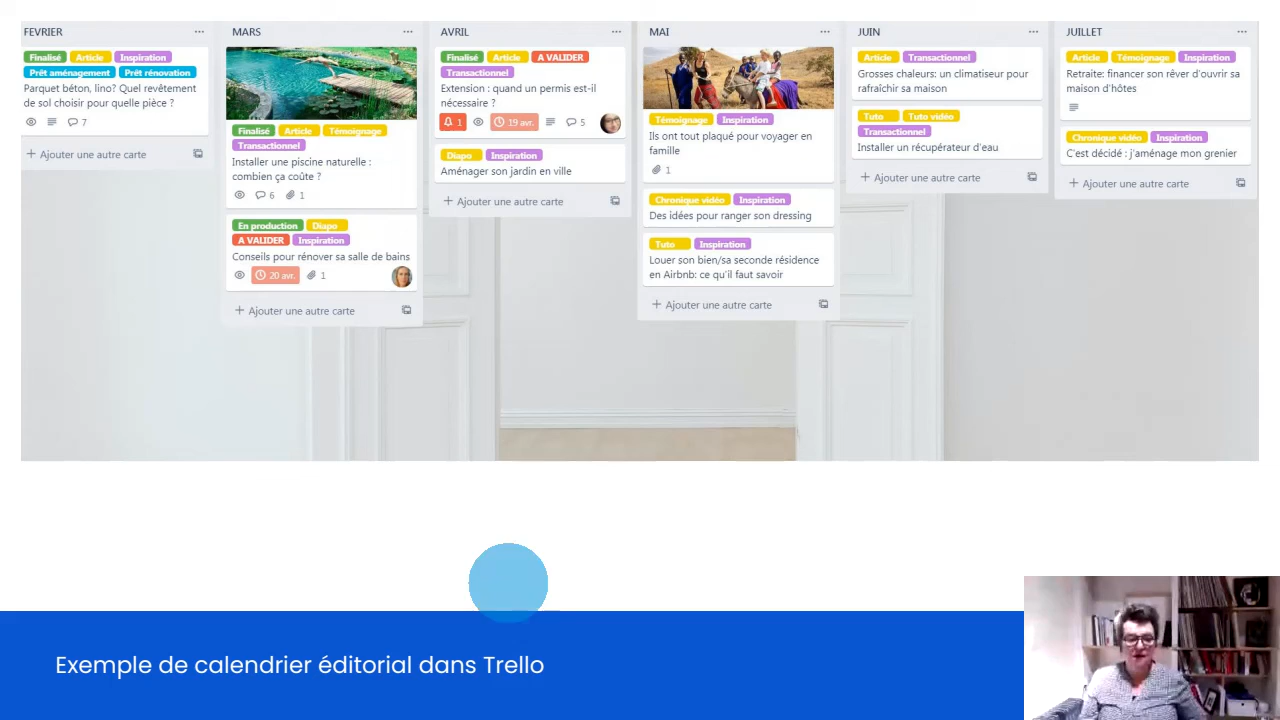 FEVRIER
Finalisé Article Inspiration
Prêt aménagement Prêt rénovation
Parquet béton, lino? Quel revêtement
de sol choisir pour quelle pièce ?
7
Ajouter une autre carte
MARS
Finalisé Article Témoignage
Transactionnel
Installer une piscine naturelle :
combien ça coûte ?
6 1
En production Diapo
A VALIDER Inspiration
Conseils pour rénover sa salle de bains
20 avr. 1
Ajouter une autre carte
AVRIL
Finalisé Article A VALIDER
Transactionnel
Extension : quand un permis est-il
nécessaire ?
1 19 avr. 5
Diapo Inspiration
Aménager son jardin en ville
Ajouter une autre carte
MAI
Témoignage Inspiration
Ils ont tout plaqué pour voyager en
famille
1
Chronique vidéo Inspiration
Des idées pour ranger son dressing
Tuto Inspiration
Louer son bien/sa seconde résidence
en Airbnb: ce qu'il faut savoir
Ajouter une autre carte
JUIN
Article Transactionnel
Grosses chaleurs: un climatiseur pour
rafraîchir sa maison
Tuto Tuto vidéo
Transactionnel
Installer un récupérateur d'eau
Ajouter une autre carte
JUILLET
Article Témoignage Inspiration
Retraite: financer son rêver d'ouvrir sa
maison d'hôtes
Chronique vidéo Inspiration
C'est décidé : j'aménage mon grenier
Ajouter une autre carte
Exemple de calendrier éditorial dans Trello